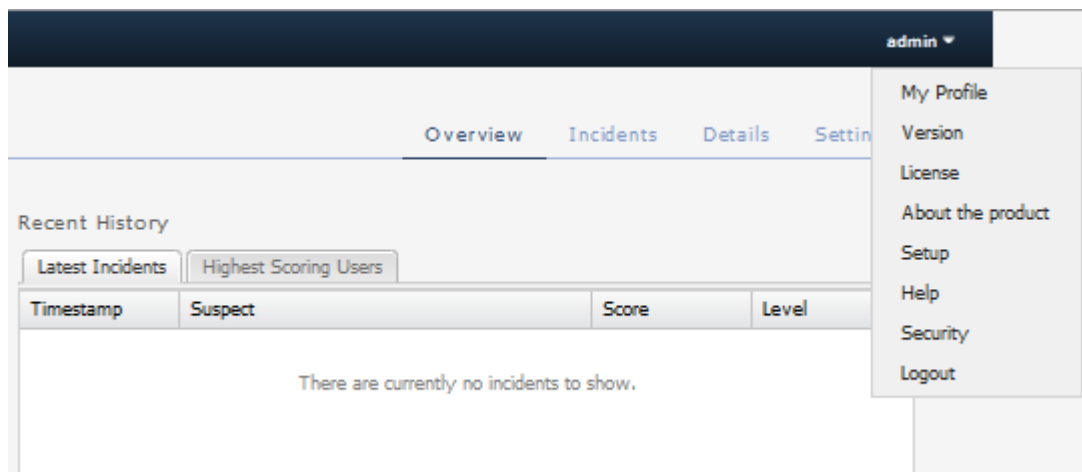 admin
My Profile
Overview Incidents Details Settin
Version
License
Recent History
About the product
Latest Incidents Highest Scoring Users
Setup
Timestamp Suspect Score Level
Help
Security
There are currently no incidents to show.
Logout